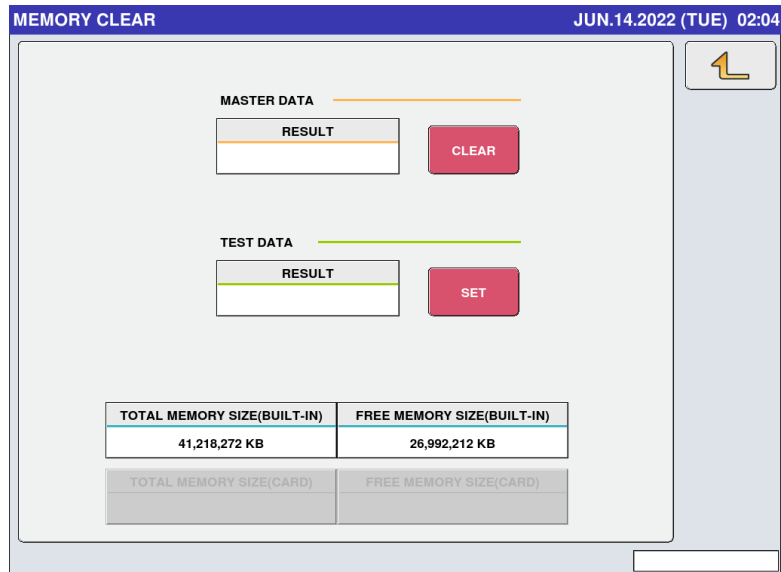 MEMORY CLEAR JUN.14.2022 (TUE) 02:04
MASTER DATA
RESULT
CLEAR
TEST DATA
RESULT
SET
TOTAL MEMORY SIZE(BUILT-IN) FREE MEMORY SIZE(BUILT-IN)
41,218,272 KB 26,992,212 KB
TOTAL MEMORY SIZE(CARD) FREE MEMORY SIZE(CARD)